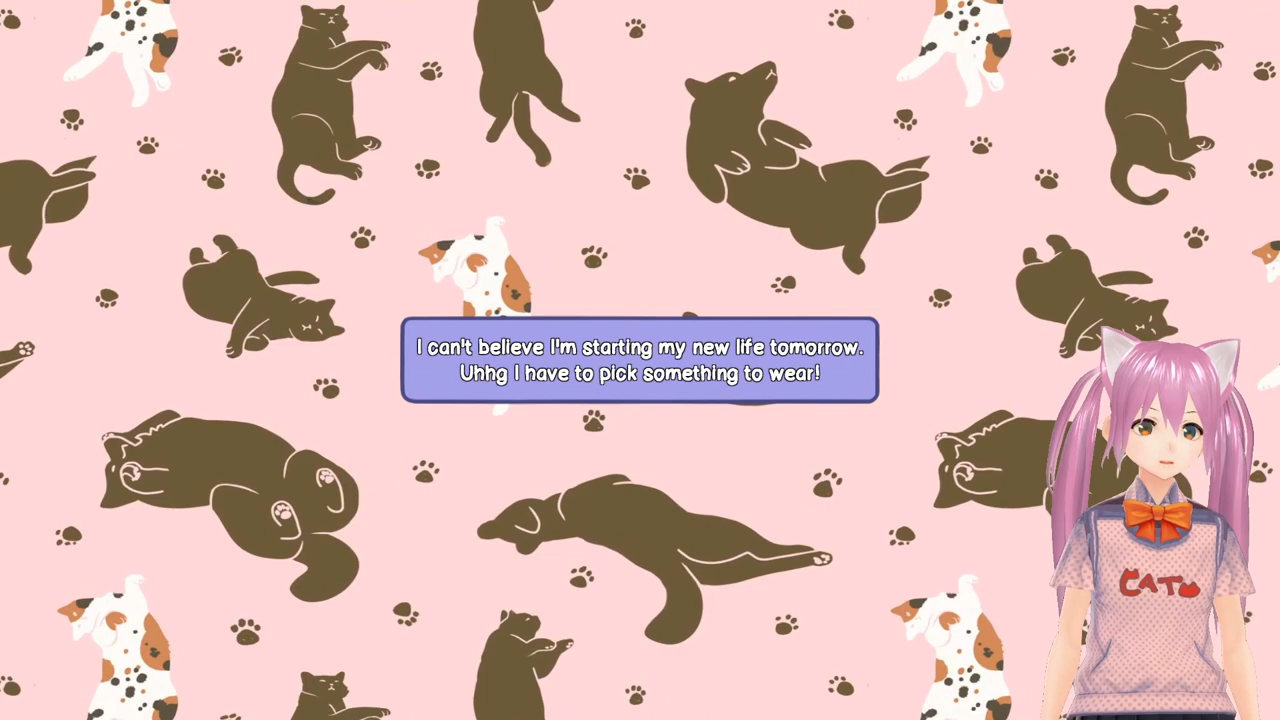 I can't believe I'm starting my new life tomorrow.
Uhhg I have to pick something to wear!
CATO